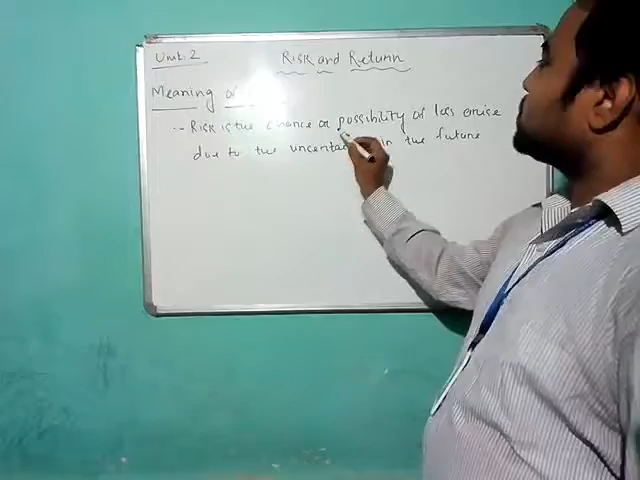 Unit: 2
Risk and Return
Meaning of
:- Risk is the chance or possibility of loss arise
due to the in the future